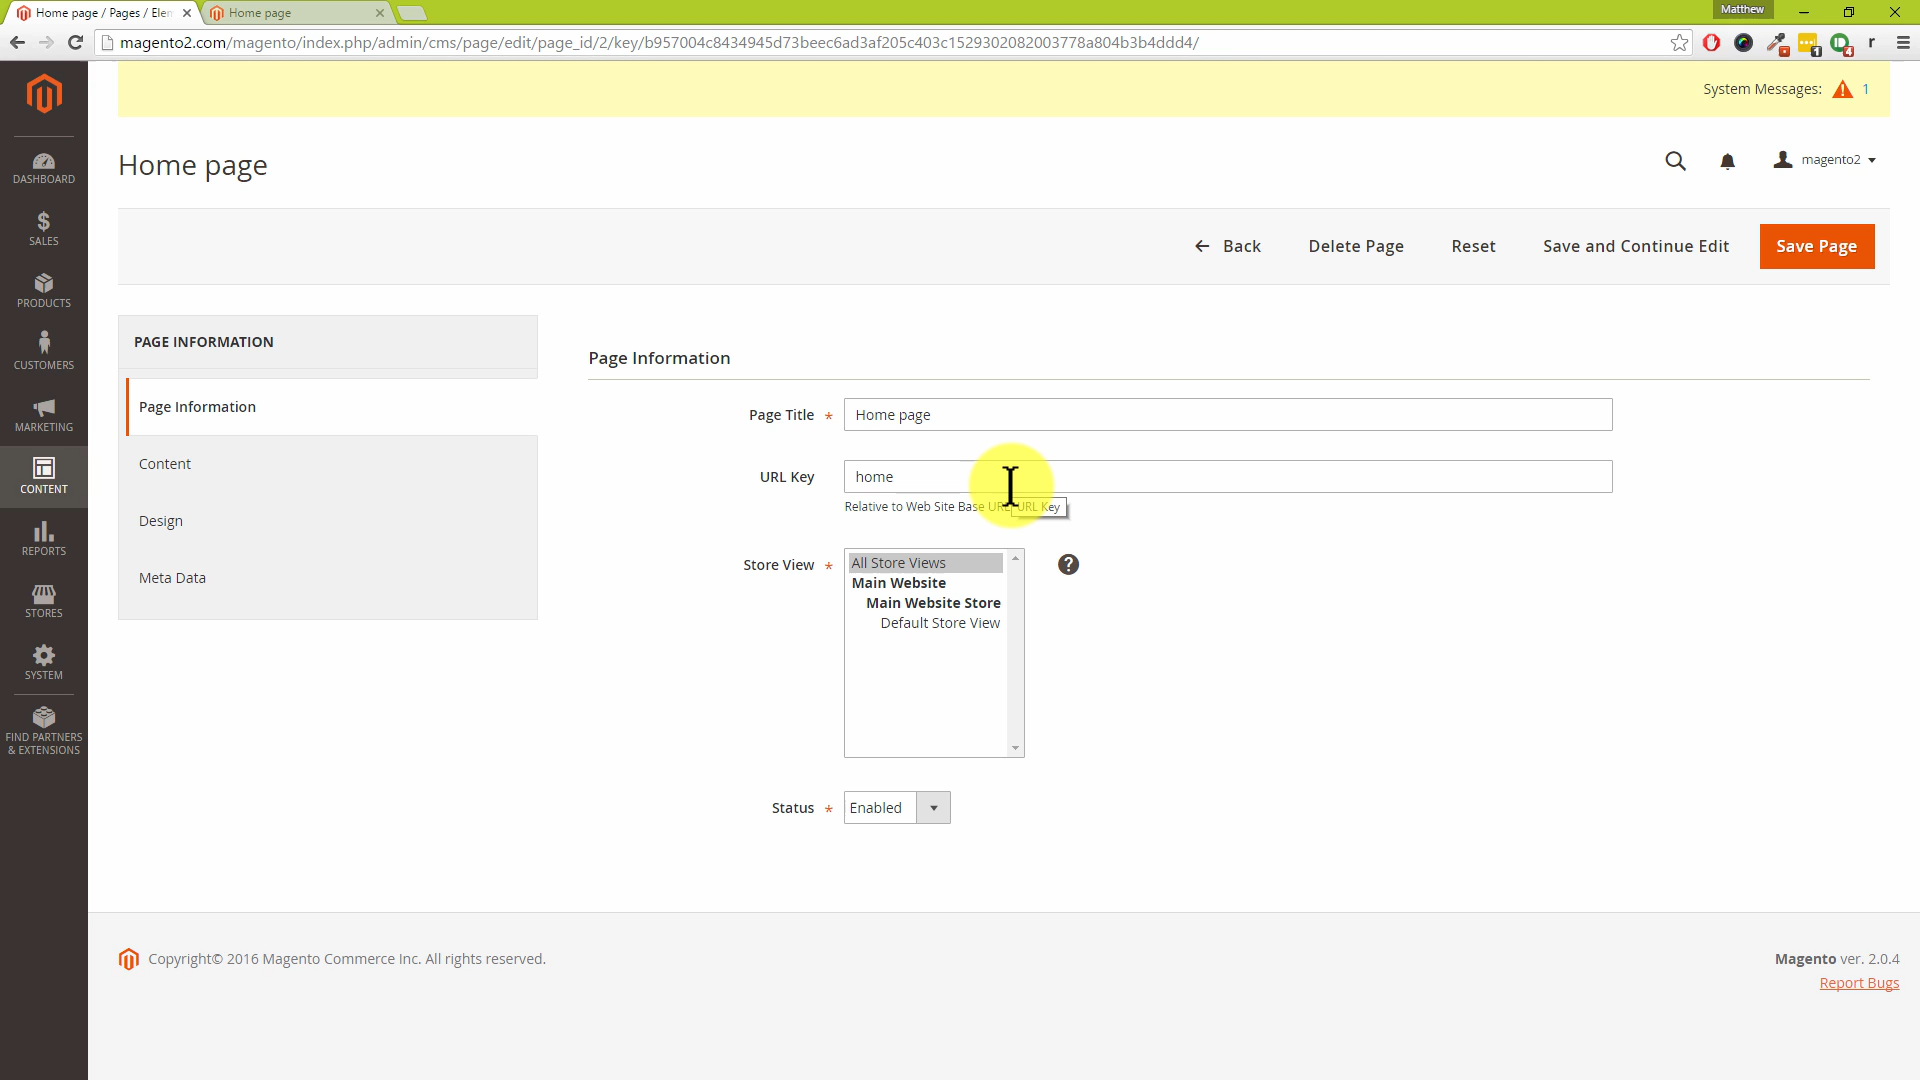 Home page / Pages / Elem
Home page
Matthew
magento2.com/magento/index.php/admin/cms/page/edit/page_id/2/key/b957004c8434945d73beec6ad3af205c403c1529302082003778a804b3b4ddd4/
1
4
r
System Messages: 1
Home page
magento2
Back
Delete Page
Reset
Save and Continue Edit
Save Page
DASHBOARD
$
SALES
PRODUCTS
CUSTOMERS
MARKETING
CONTENT
REPORTS
STORES
SYSTEM
FIND PARTNERS
& EXTENSIONS
PAGE INFORMATION
Page Information
Content
Design
Meta Data
Page Information
Page Title * Home page
URL Key home
Relative to Web Site Base URL
URL Key
Store View * All Store Views
?
Main Website
Main Website Store
Default Store View
Status * Enabled
Copyright© 2016 Magento Commerce Inc. All rights reserved.
Magento ver. 2.0.4
Report Bugs